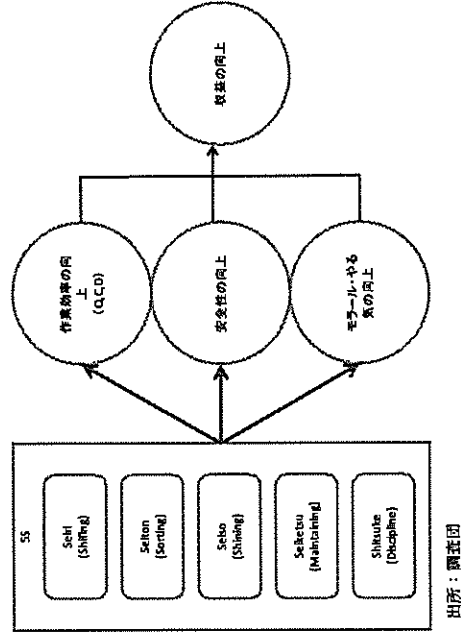 5S
Seiri
(Shifing)
Seiton
(Sorting)
Seiso
(Shining)
Seiketsu
(Maintaining)
Shitsuke
(Discipline)
作業効率の向
上
(Q,C,D)
安全性の向上
モラール・やる
気の向上
収益の向上
出所：調査団